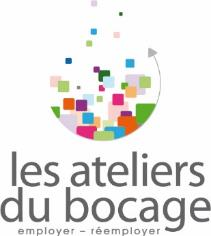 les ateliers
du bocage
employer – réemployer